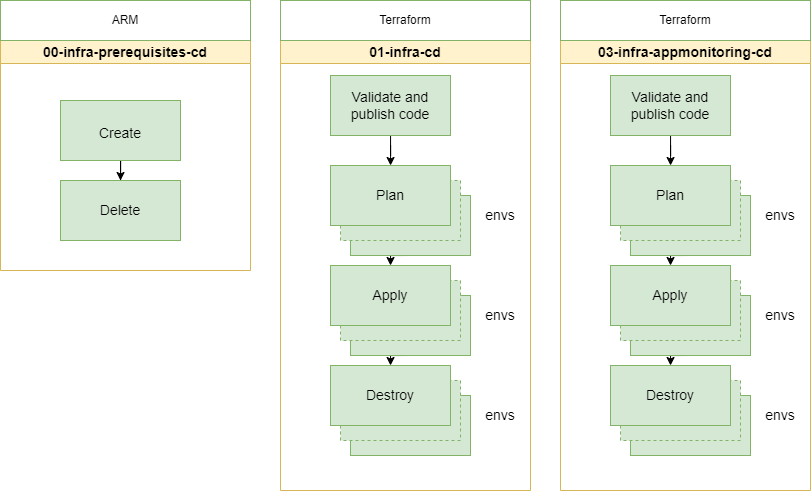 ARM
00-infra-prerequisites-cd
Create
Delete
Terraform
01-infra-cd
Validate and
publish code
Plan
envs
Apply
envs
Destroy
envs
Terraform
03-infra-appmonitoring-cd
Validate and
publish code
Plan
envs
Apply
envs
Destroy
envs